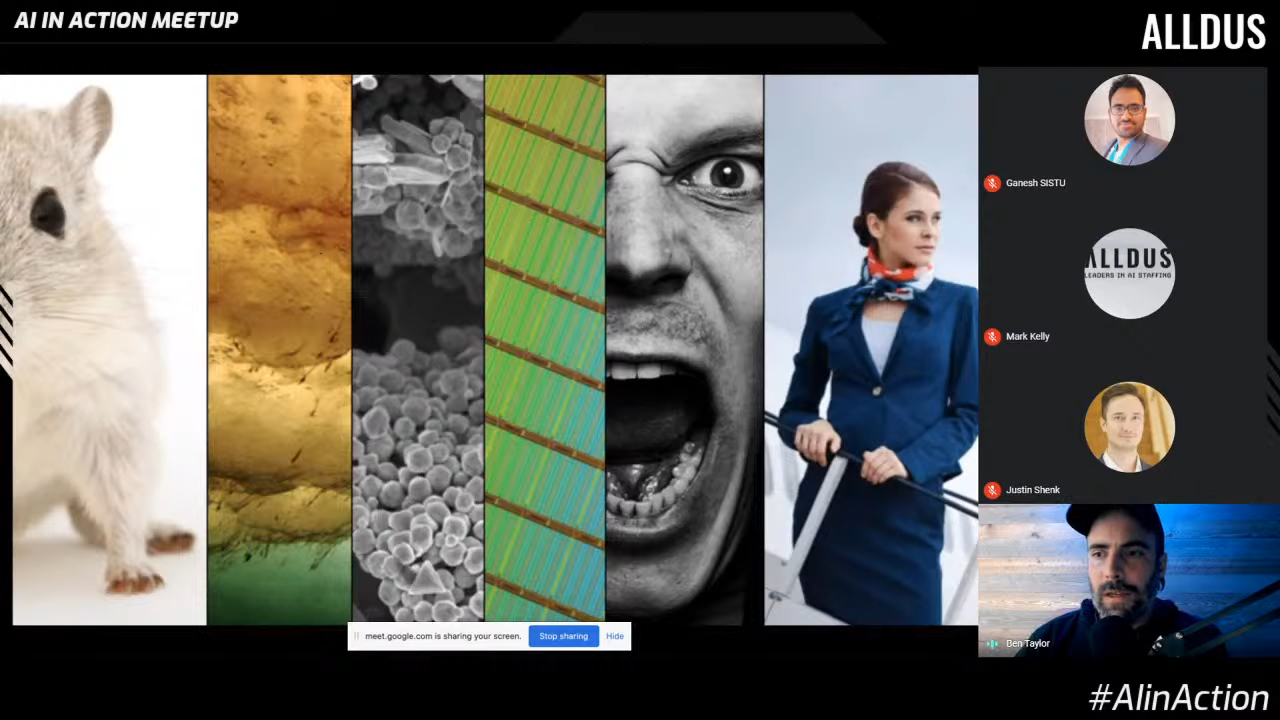 AI IN ACTION MEETUP
ALLDUS
Ganesh SISTU
ALLDUS
LEADERS IN AI STAFFING
Mark Kelly
Justin Shenk
Ben Taylor
meet.google.com is sharing your screen.
Stop sharing
Hide
#AIinAction